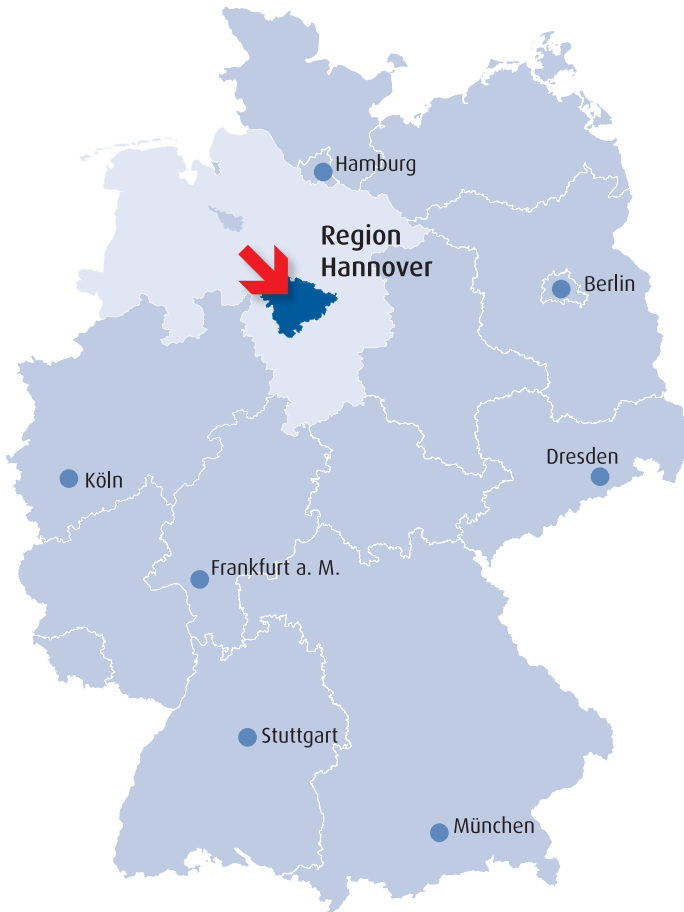 Hamburg
Region
Hannover
Berlin
Dresden
Köln
Frankfurt a. M.
Stuttgart
München